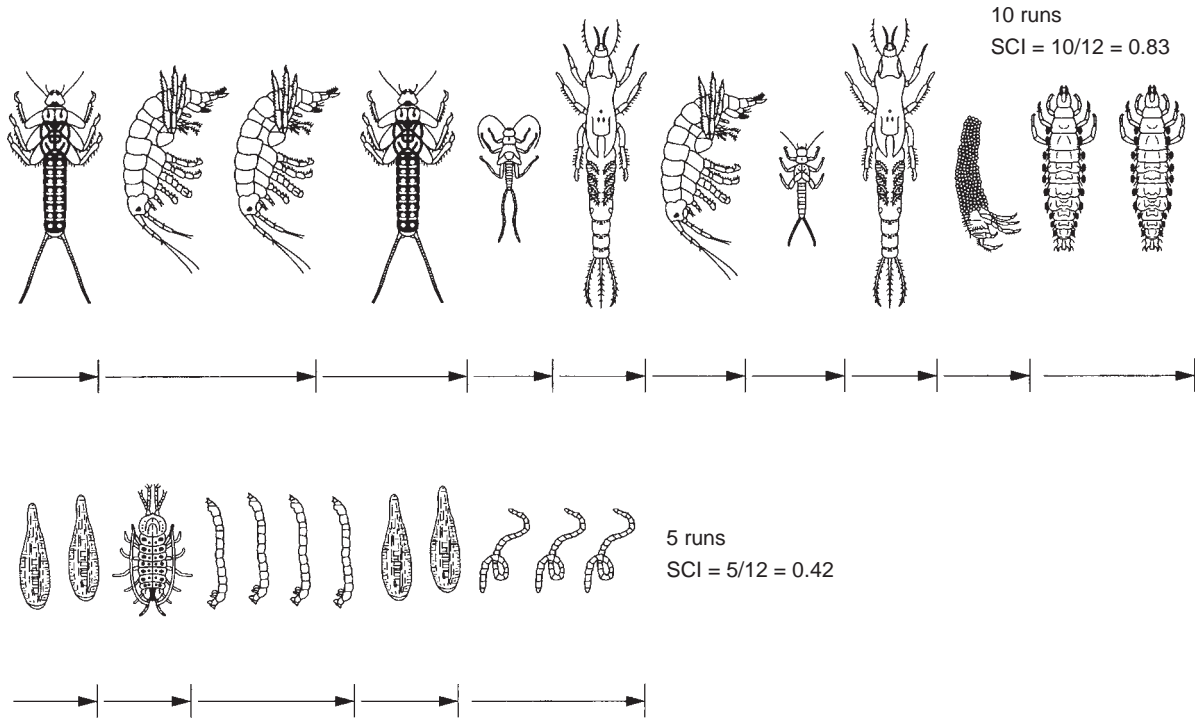 10 runs
SCI = 10/12 = 0.83
5 runs
SCI = 5/12 = 0.42